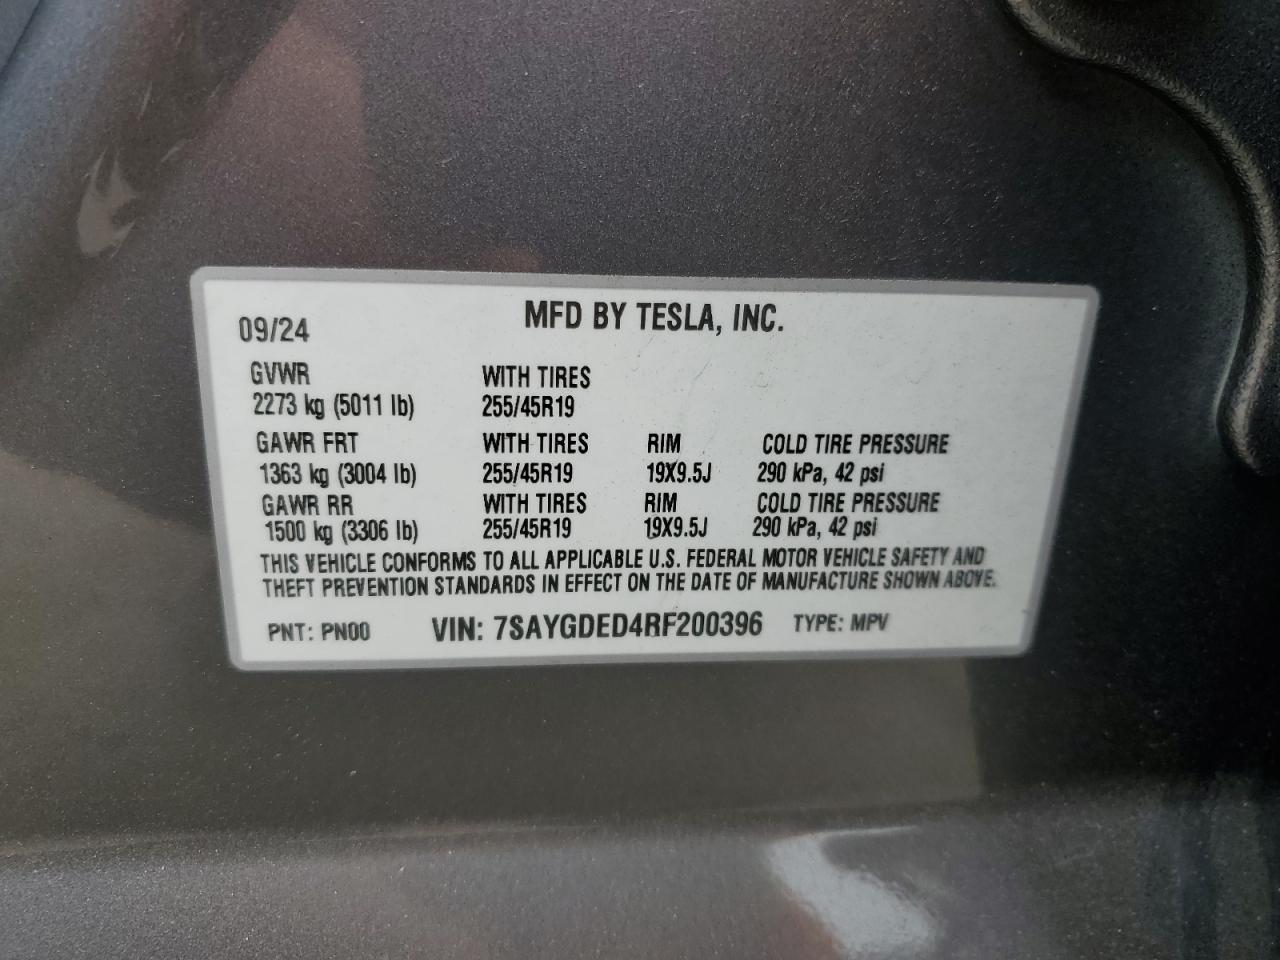 MFD BY TESLA, INC.
09/24
GVWR WITH TIRES
2273 kg (5011 lb) 255/45R19
GAWR FRT WITH TIRES RIM COLD TIRE PRESSURE
1363 kg (3004 lb) 255/45R19 19X9.5J 290 kPa, 42 psi
GAWR RR WITH TIRES RIM COLD TIRE PRESSURE
1500 kg (3306 lb) 255/45R19 19X9.5J 290 kPa, 42 psi
THIS VEHICLE CONFORMS TO ALL APPLICABLE U.S. FEDERAL MOTOR VEHICLE SAFETY AND
THEFT PREVENTION STANDARDS IN EFFECT ON THE DATE OF MANUFACTURE SHOWN ABOVE.
PNT: PN00 VIN: 7SAYGDED4RF200396 TYPE: MPV